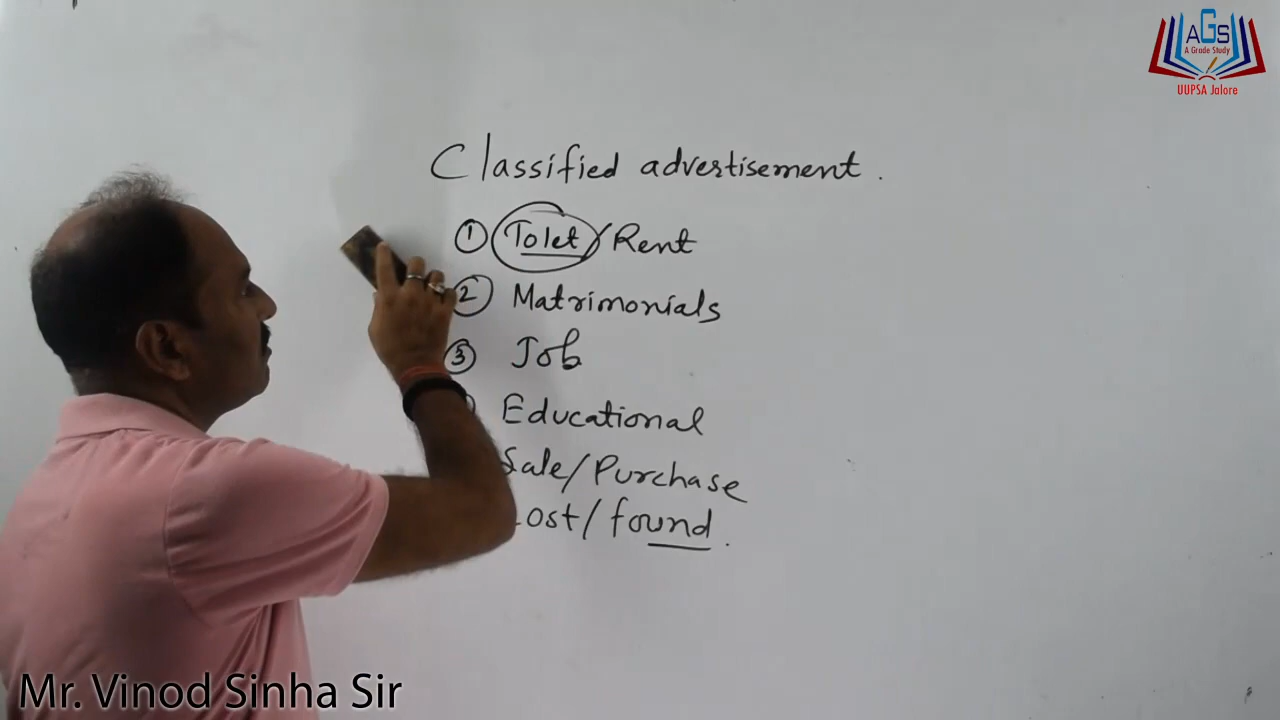 AGS
A Grade Study
UUPSA Jalore
Classified advertisement.
① Tolet/Rent
② Matrimonials
③ Job
Educational
Sale/Purchase
Lost/found.
Mr. Vinod Sinha Sir